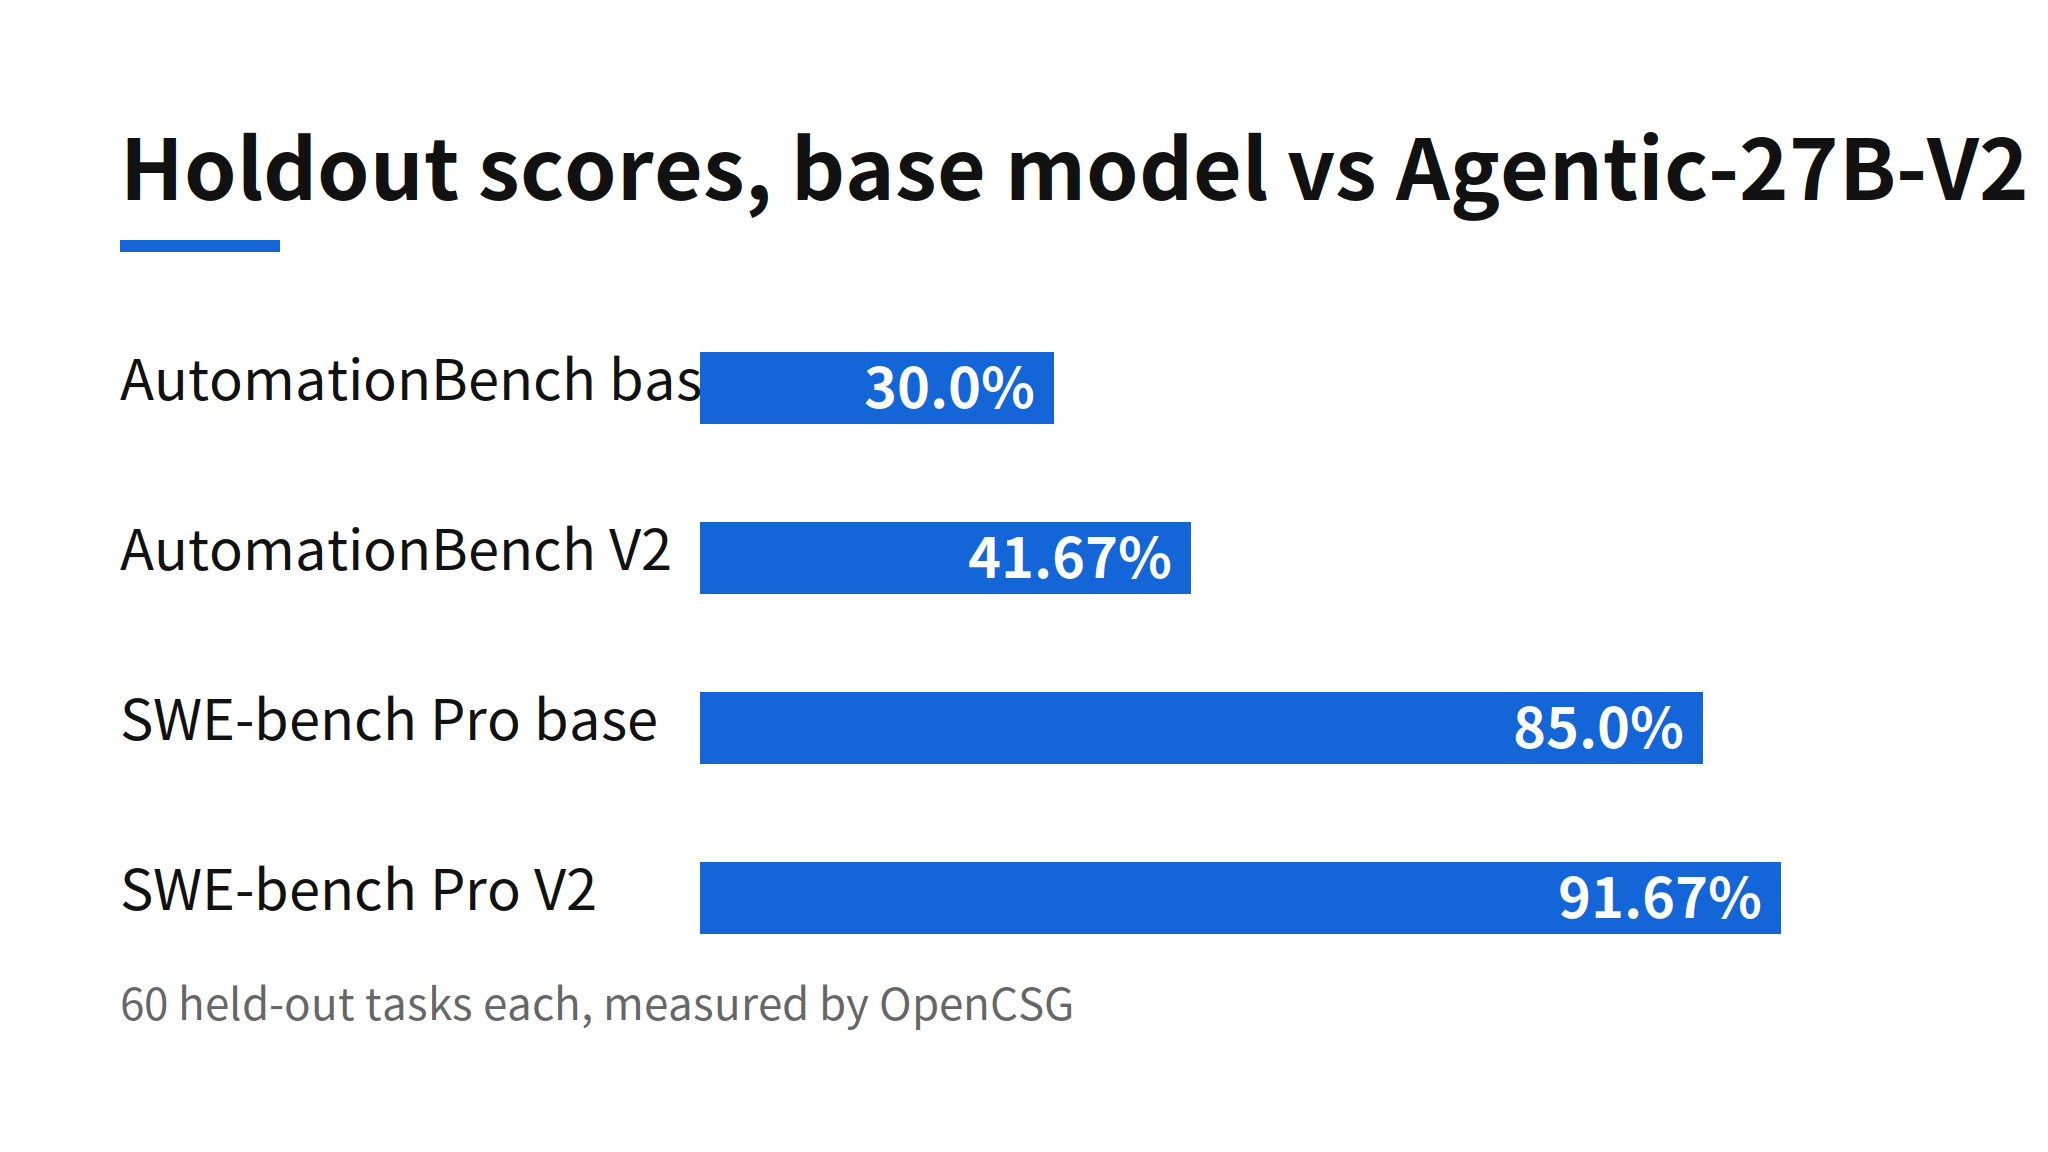 Holdout scores, base model vs Agentic-27B-V2
AutomationBench bas
30.0%
AutomationBench V2
41.67%
SWE-bench Pro base
85.0%
SWE-bench Pro V2
91.67%
60 held-out tasks each, measured by OpenCSG